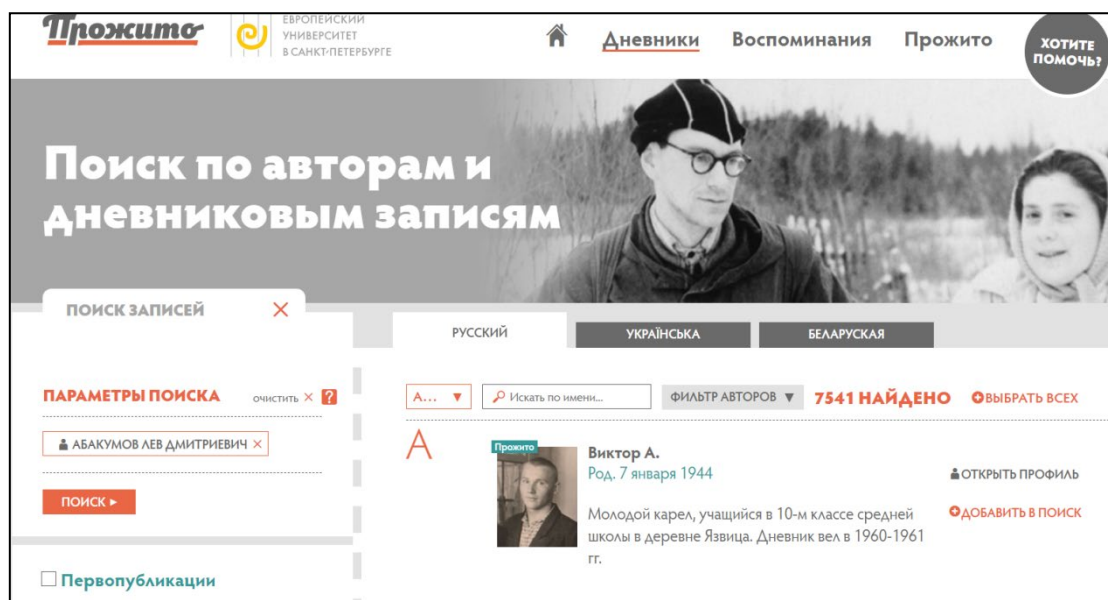 Прожито
ЕВРОПЕЙСКИЙ
УНИВЕРСИТЕТ
В САНКТ-ПЕТЕРБУРГЕ
Дневники Воспоминания Прожито
ХОТИТЕ
ПОМОЧЬ?
Поиск по авторам и
дневниковым записям
ПОИСК ЗАПИСЕЙ
РУССКИЙ УКРАЇНСЬКА БЕЛАРУСКАЯ
ПАРАМЕТРЫ ПОИСКА очистить × ?
АБАКУМОВ ЛЕВ ДМИТРИЕВИЧ ×
ПОИСК ▸
Первопубликации
А... ▼ Искать по имени... ФИЛЬТР АВТОРОВ ▼ 7541 НАЙДЕНО ВЫБРАТЬ ВСЕХ
А
Прожито
Виктор А.
Род. 7 января 1944
Молодой карел, учащийся в 10-м классе средней
школы в деревне Язвица. Дневник вел в 1960-1961
гг.
ОТКРЫТЬ ПРОФИЛЬ
ДОБАВИТЬ В ПОИСК